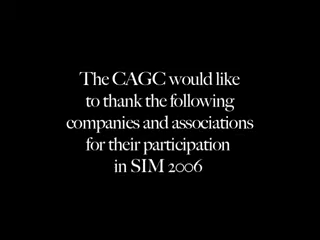 The CAGC would like
to thank the following
companies and associations
for their participation
in SIM 2006